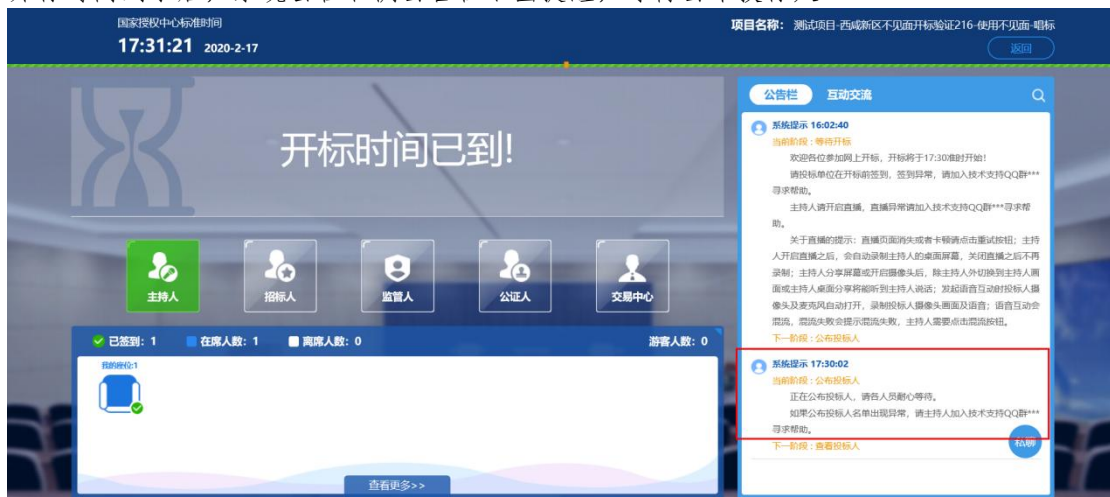 国家授权中心标准时间
17:31:21 2020-2-17
项目名称： 测试项目-西咸新区不见面开标验证216-使用不见面-唱标
返回
开标时间已到!
主持人
招标人
监管人
公证人
交易中心
已签到：1 在席人数：1 离席人数：0 游客人数：0
我的座位:1
查看更多>>
公告栏 互动交流
系统提示 16:02:40
当前阶段 : 等待开标
欢迎各位参加网上开标，开标将于17:30准时开始!
请投标单位在开标前签到，签到异常，请加入技术支持QQ群***
寻求帮助。
主持人请开启直播，直播异常请加入技术支持QQ群***寻求帮
助。
关于直播的提示：直播页面消失或者卡顿请点击重试按钮；主持
人开启直播之后，会自动录制主持人的桌面屏幕，关闭直播之后不再
录制；主持人分享屏幕或开启摄像头后，除主持人外切换到主持人画
面或主持人桌面分享将能听到主持人说话；发起语音互动时投标人摄
像头及麦克风自动打开，录制投标人摄像头画面及语音；语音互动会
混流，混流失败会提示混流失败，主持人需要点击混流按钮。
下一阶段 : 公布投标人
系统提示 17:30:02
当前阶段 : 公布投标人
正在公布投标人，请各人员耐心等待。
如果公布投标人名单出现异常，请主持人加入技术支持QQ群***
寻求帮助。
下一阶段 : 查看投标人
私聊